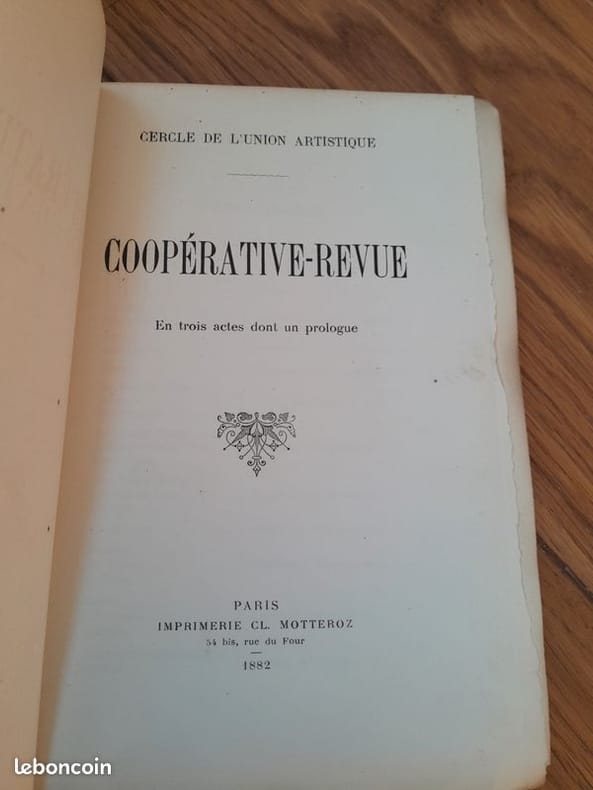 CERCLE DE L'UNION ARTISTIQUE
COOPÉRATIVE-REVUE
En trois actes dont un prologue
PARIS
IMPRIMERIE CL. MOTTEROZ
54 bis, rue du Four
1882
leboncoin